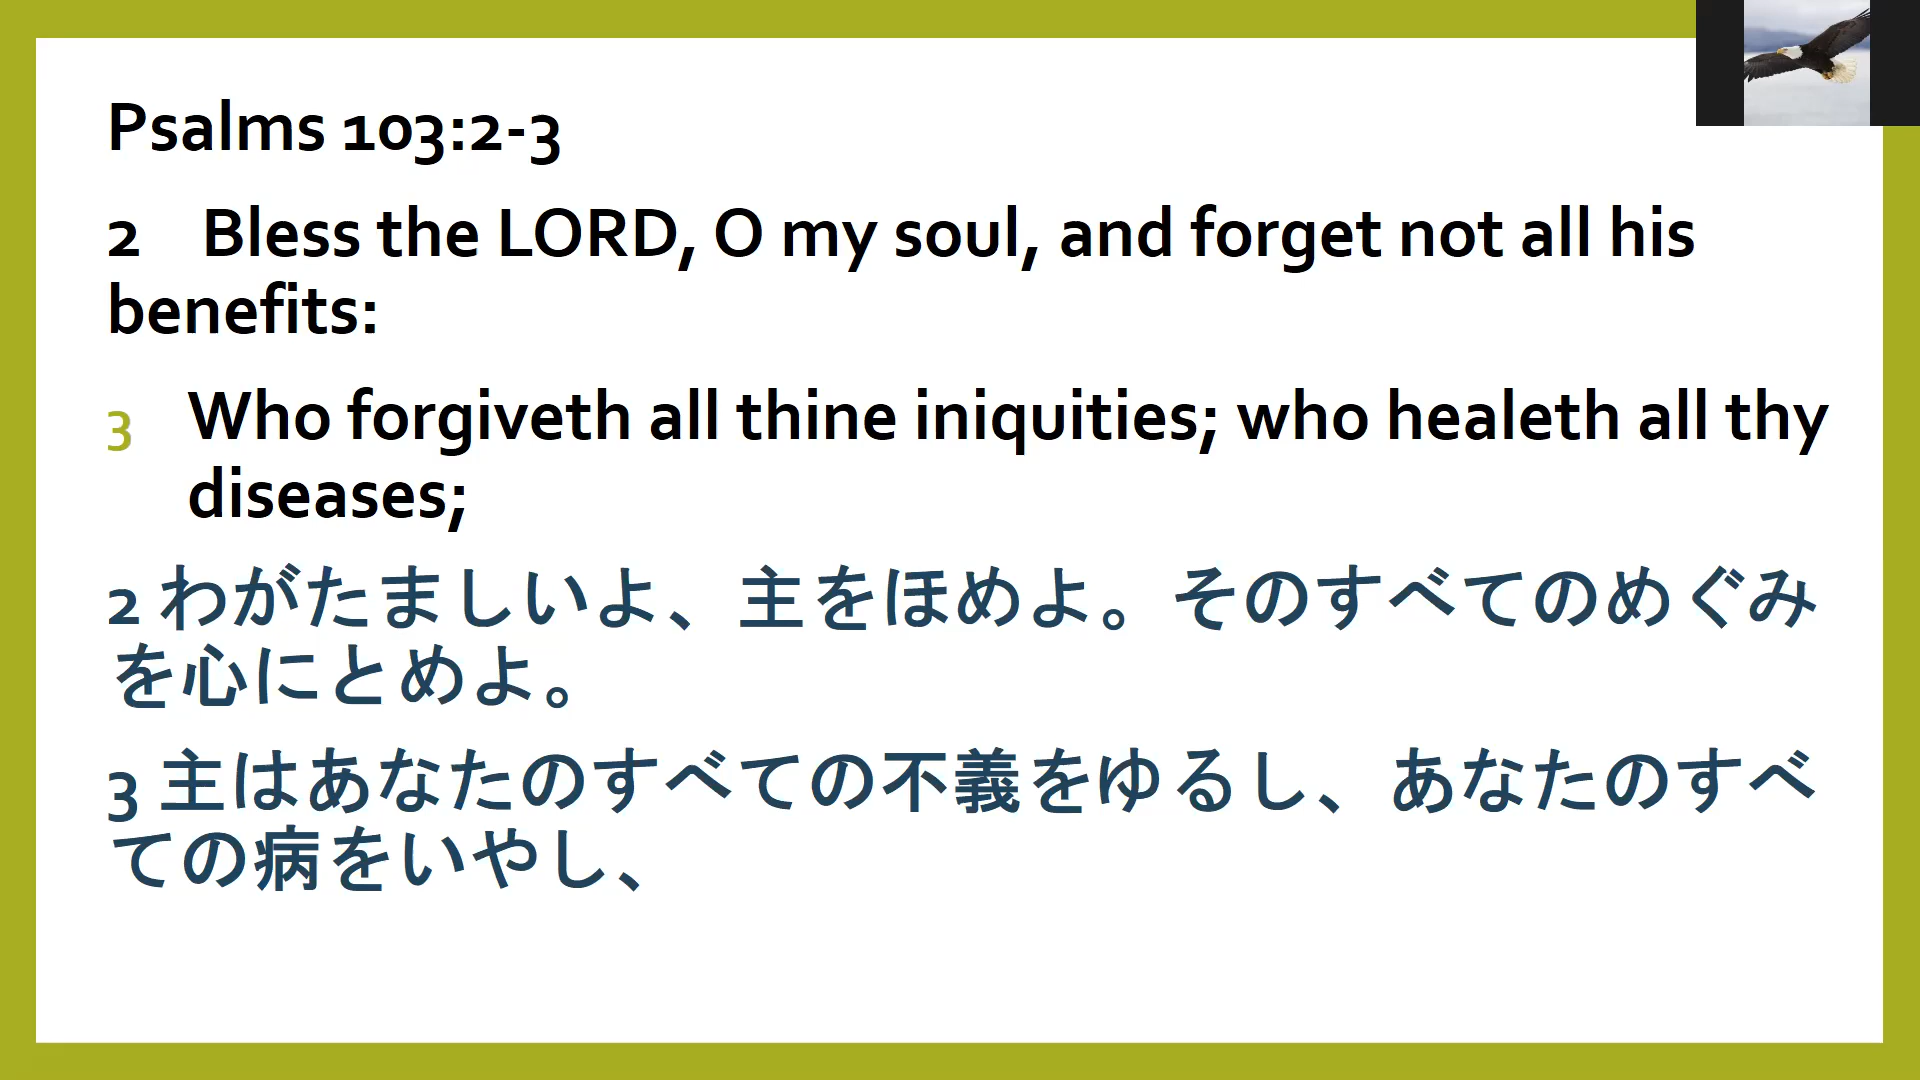 Psalms 103:2-3
2 Bless the LORD, O my soul, and forget not all his
benefits:
3 Who forgiveth all thine iniquities; who healeth all thy
diseases;
2 わがたましいよ、主をほめよ。そのすべてのめぐみ
を心にとめよ。
3 主はあなたのすべての不義をゆるし、あなたのすべ
ての病をいやし、